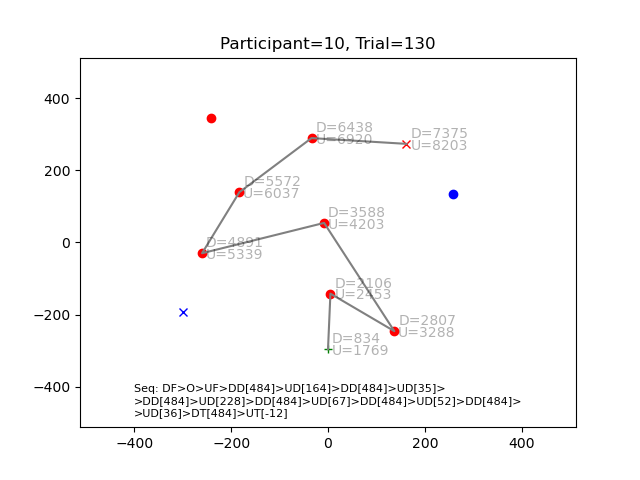 Participant=10, Trial=130
400
200
0
−200
−400
−400
−200
0
200
400
D=6438
U=6920
D=7375
U=8203
D=5572
U=6037
D=3588
U=4203
D=4891
U=5339
D=2106
U=2453
D=2807
U=3288
D=834
U=1769
Seq: DF>O>UF>DD[484]>UD[164]>DD[484]>UD[35]>
>DD[484]>UD[228]>DD[484]>UD[67]>DD[484]>UD[52]>DD[484]>
>UD[36]>DT[484]>UT[-12]